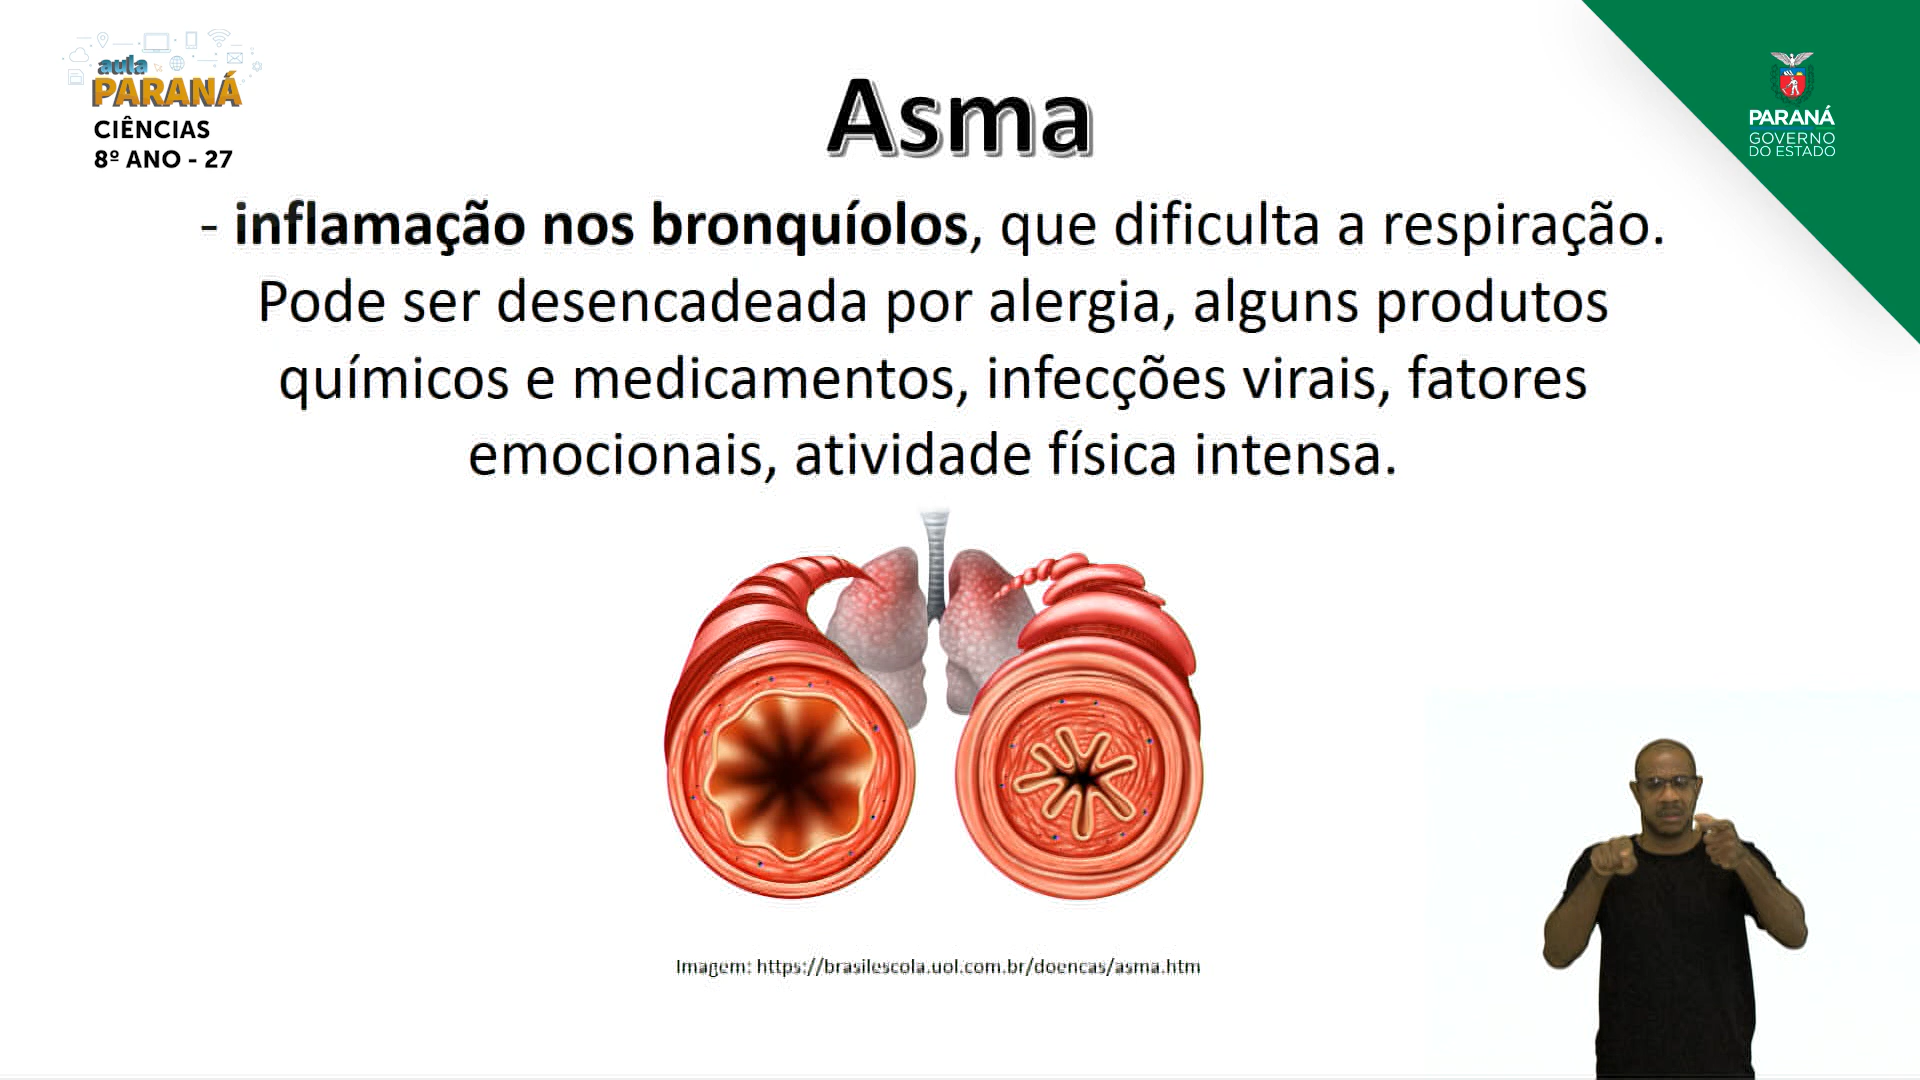 aula
PARANÁ
CIÊNCIAS
8º ANO - 27
Asma
PARANÁ
GOVERNO
DO ESTADO
- inflamação nos bronquíolos, que dificulta a respiração.
Pode ser desencadeada por alergia, alguns produtos
químicos e medicamentos, infecções virais, fatores
emocionais, atividade física intensa.
Imagem: https://brasilescola.uol.com.br/doencas/asma.htm